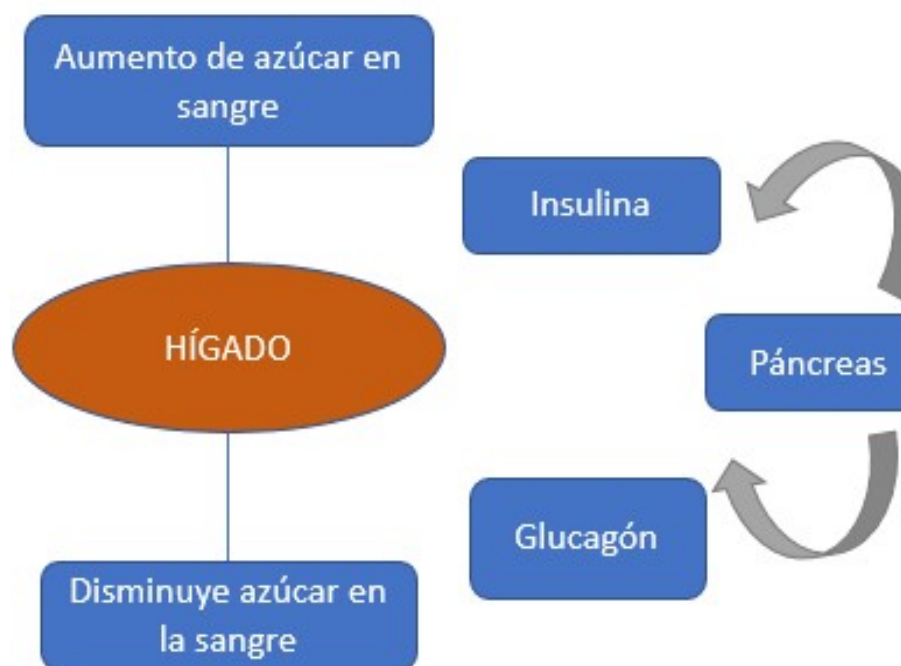 Aumento de azúcar en
sangre
Insulina
HÍGADO
Páncreas
Glucagón
Disminuye azúcar en
la sangre